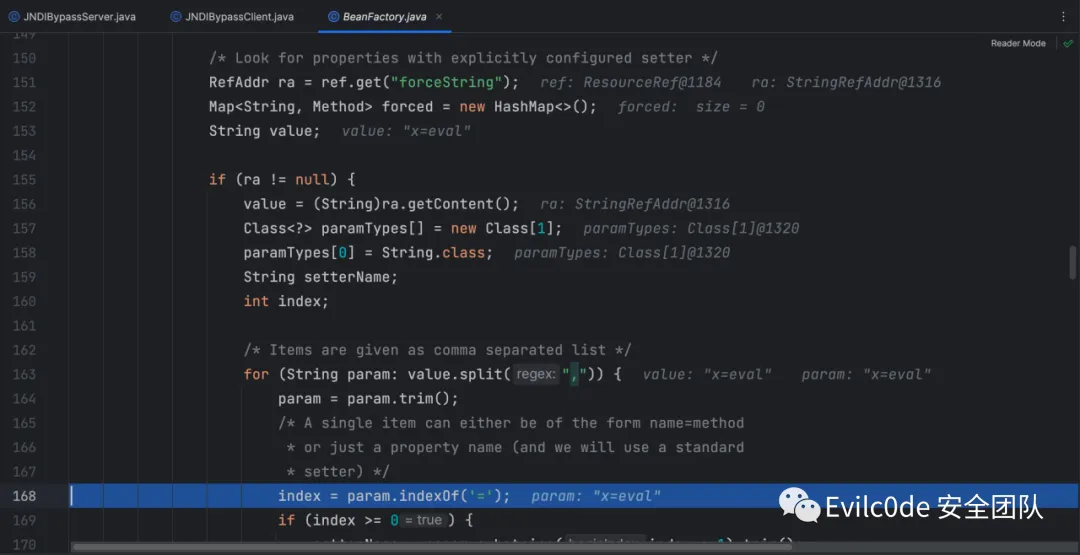 JNDIBypassServer.java JNDIBypassClient.java BeanFactory.java ×
Reader Mode
149
150 /* Look for properties with explicitly configured setter */
151 RefAddr ra = ref.get("forceString"); ref: ResourceRef@1184 ra: StringRefAddr@1316
152 Map<String, Method> forced = new HashMap<>(); forced: size = 0
153 String value; value: "x=eval"
154
155 if (ra != null) {
156 value = (String)ra.getContent(); ra: StringRefAddr@1316
157 Class<?> paramTypes[] = new Class[1]; paramTypes: Class[1]@1320
158 paramTypes[0] = String.class; paramTypes: Class[1]@1320
159 String setterName;
160 int index;
161
162 /* Items are given as comma separated list */
163 for (String param: value.split( regex: ",")) { value: "x=eval" param: "x=eval"
164 param = param.trim();
165 /* A single item can either be of the form name=method
166 * or just a property name (and we will use a standard
167 * setter) */
168 index = param.indexOf('='); param: "x=eval"
169 if (index >= 0 = true ) {
170
Evilc0de 安全团队